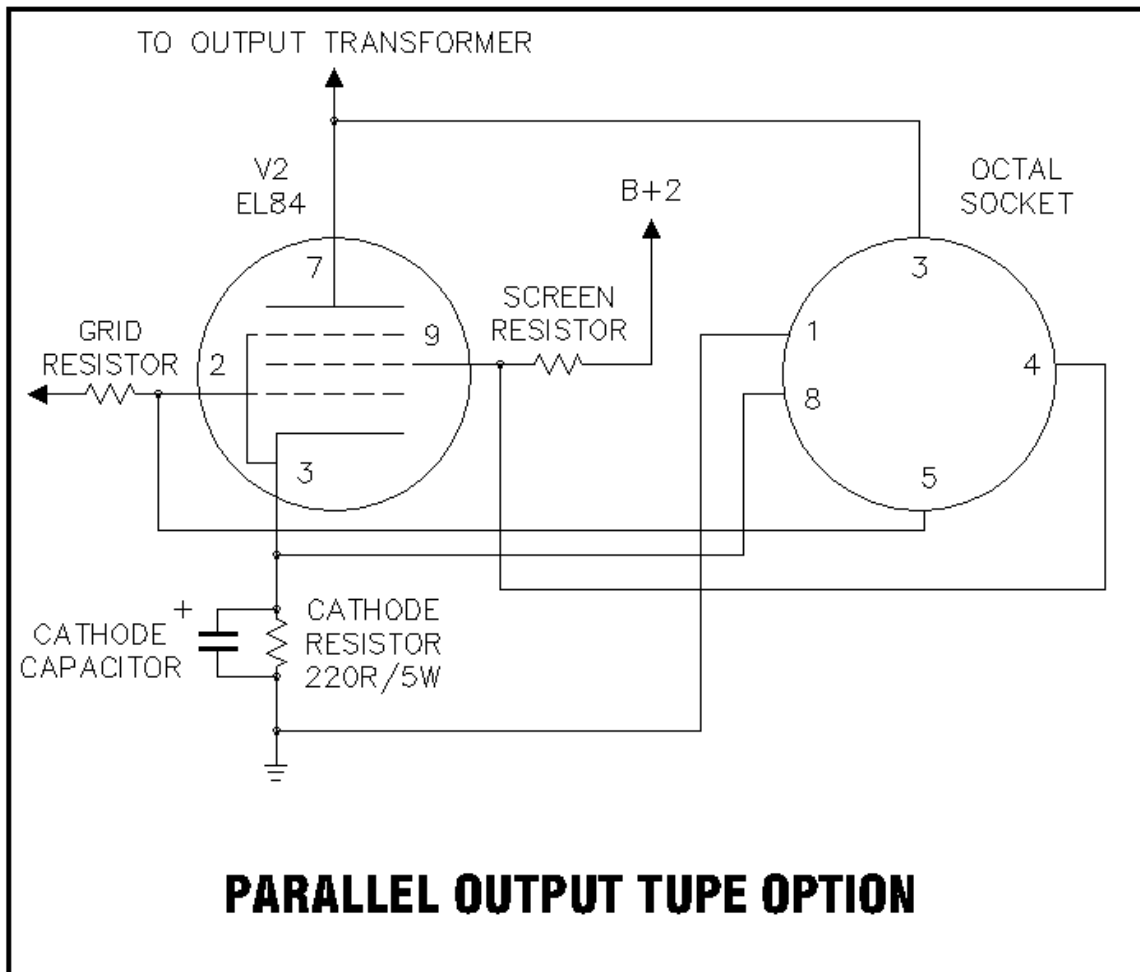 TO OUTPUT TRANSFORMER
V2
EL84
B+2
OCTAL
SOCKET
7
3
SCREEN
RESISTOR
GRID
RESISTOR
2
9
1
4
8
3
5
+
CATHODE
CAPACITOR
CATHODE
RESISTOR
220R/5W
PARALLEL OUTPUT TUPE OPTION